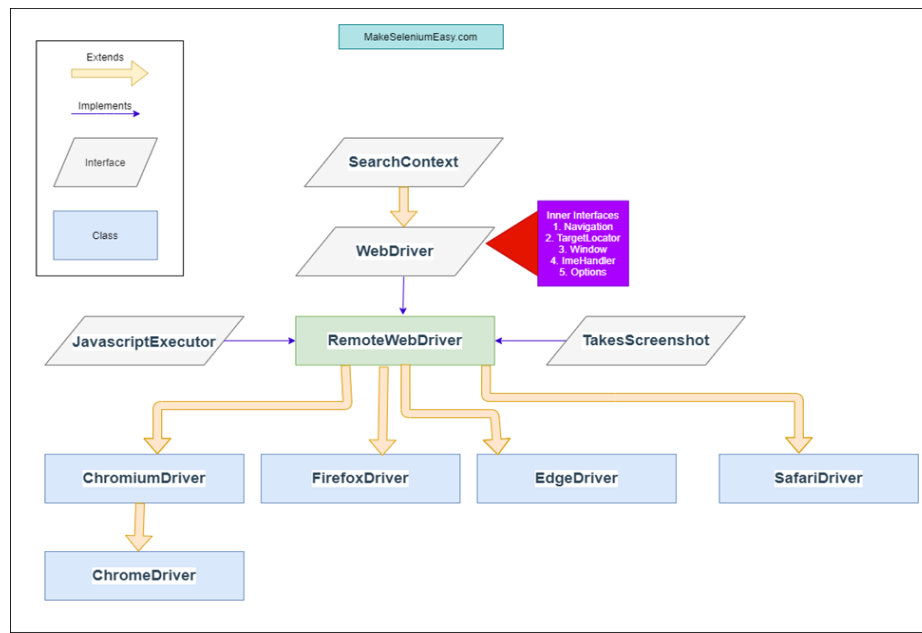 MakeSeleniumEasy.com
Extends
Implements
Interface
Class
SearchContext
WebDriver
Inner Interfaces
1. Navigation
2. TargetLocator
3. Window
4. ImeHandler
5. Options
JavascriptExecutor
RemoteWebDriver
TakesScreenshot
ChromiumDriver
FirefoxDriver
EdgeDriver
SafariDriver
ChromeDriver